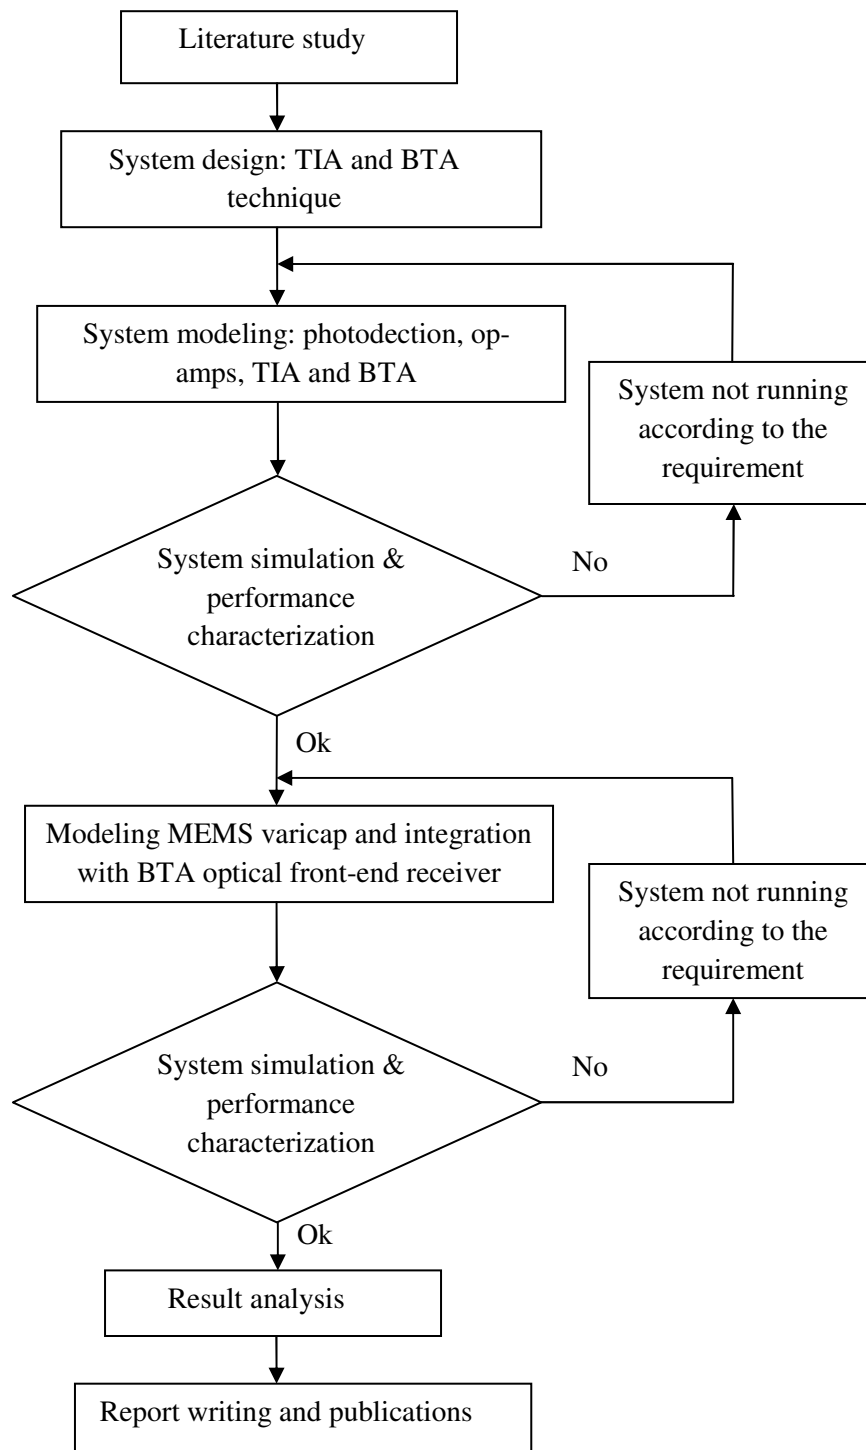 Literature study
System design: TIA and BTA
technique
System modeling: photodection, op-
amps, TIA and BTA
System not running
according to the
requirement
System simulation &
performance
characterization
No
Ok
Modeling MEMS varicap and integration
with BTA optical front-end receiver
System not running
according to the
requirement
System simulation &
performance
characterization
No
Ok
Result analysis
Report writing and publications